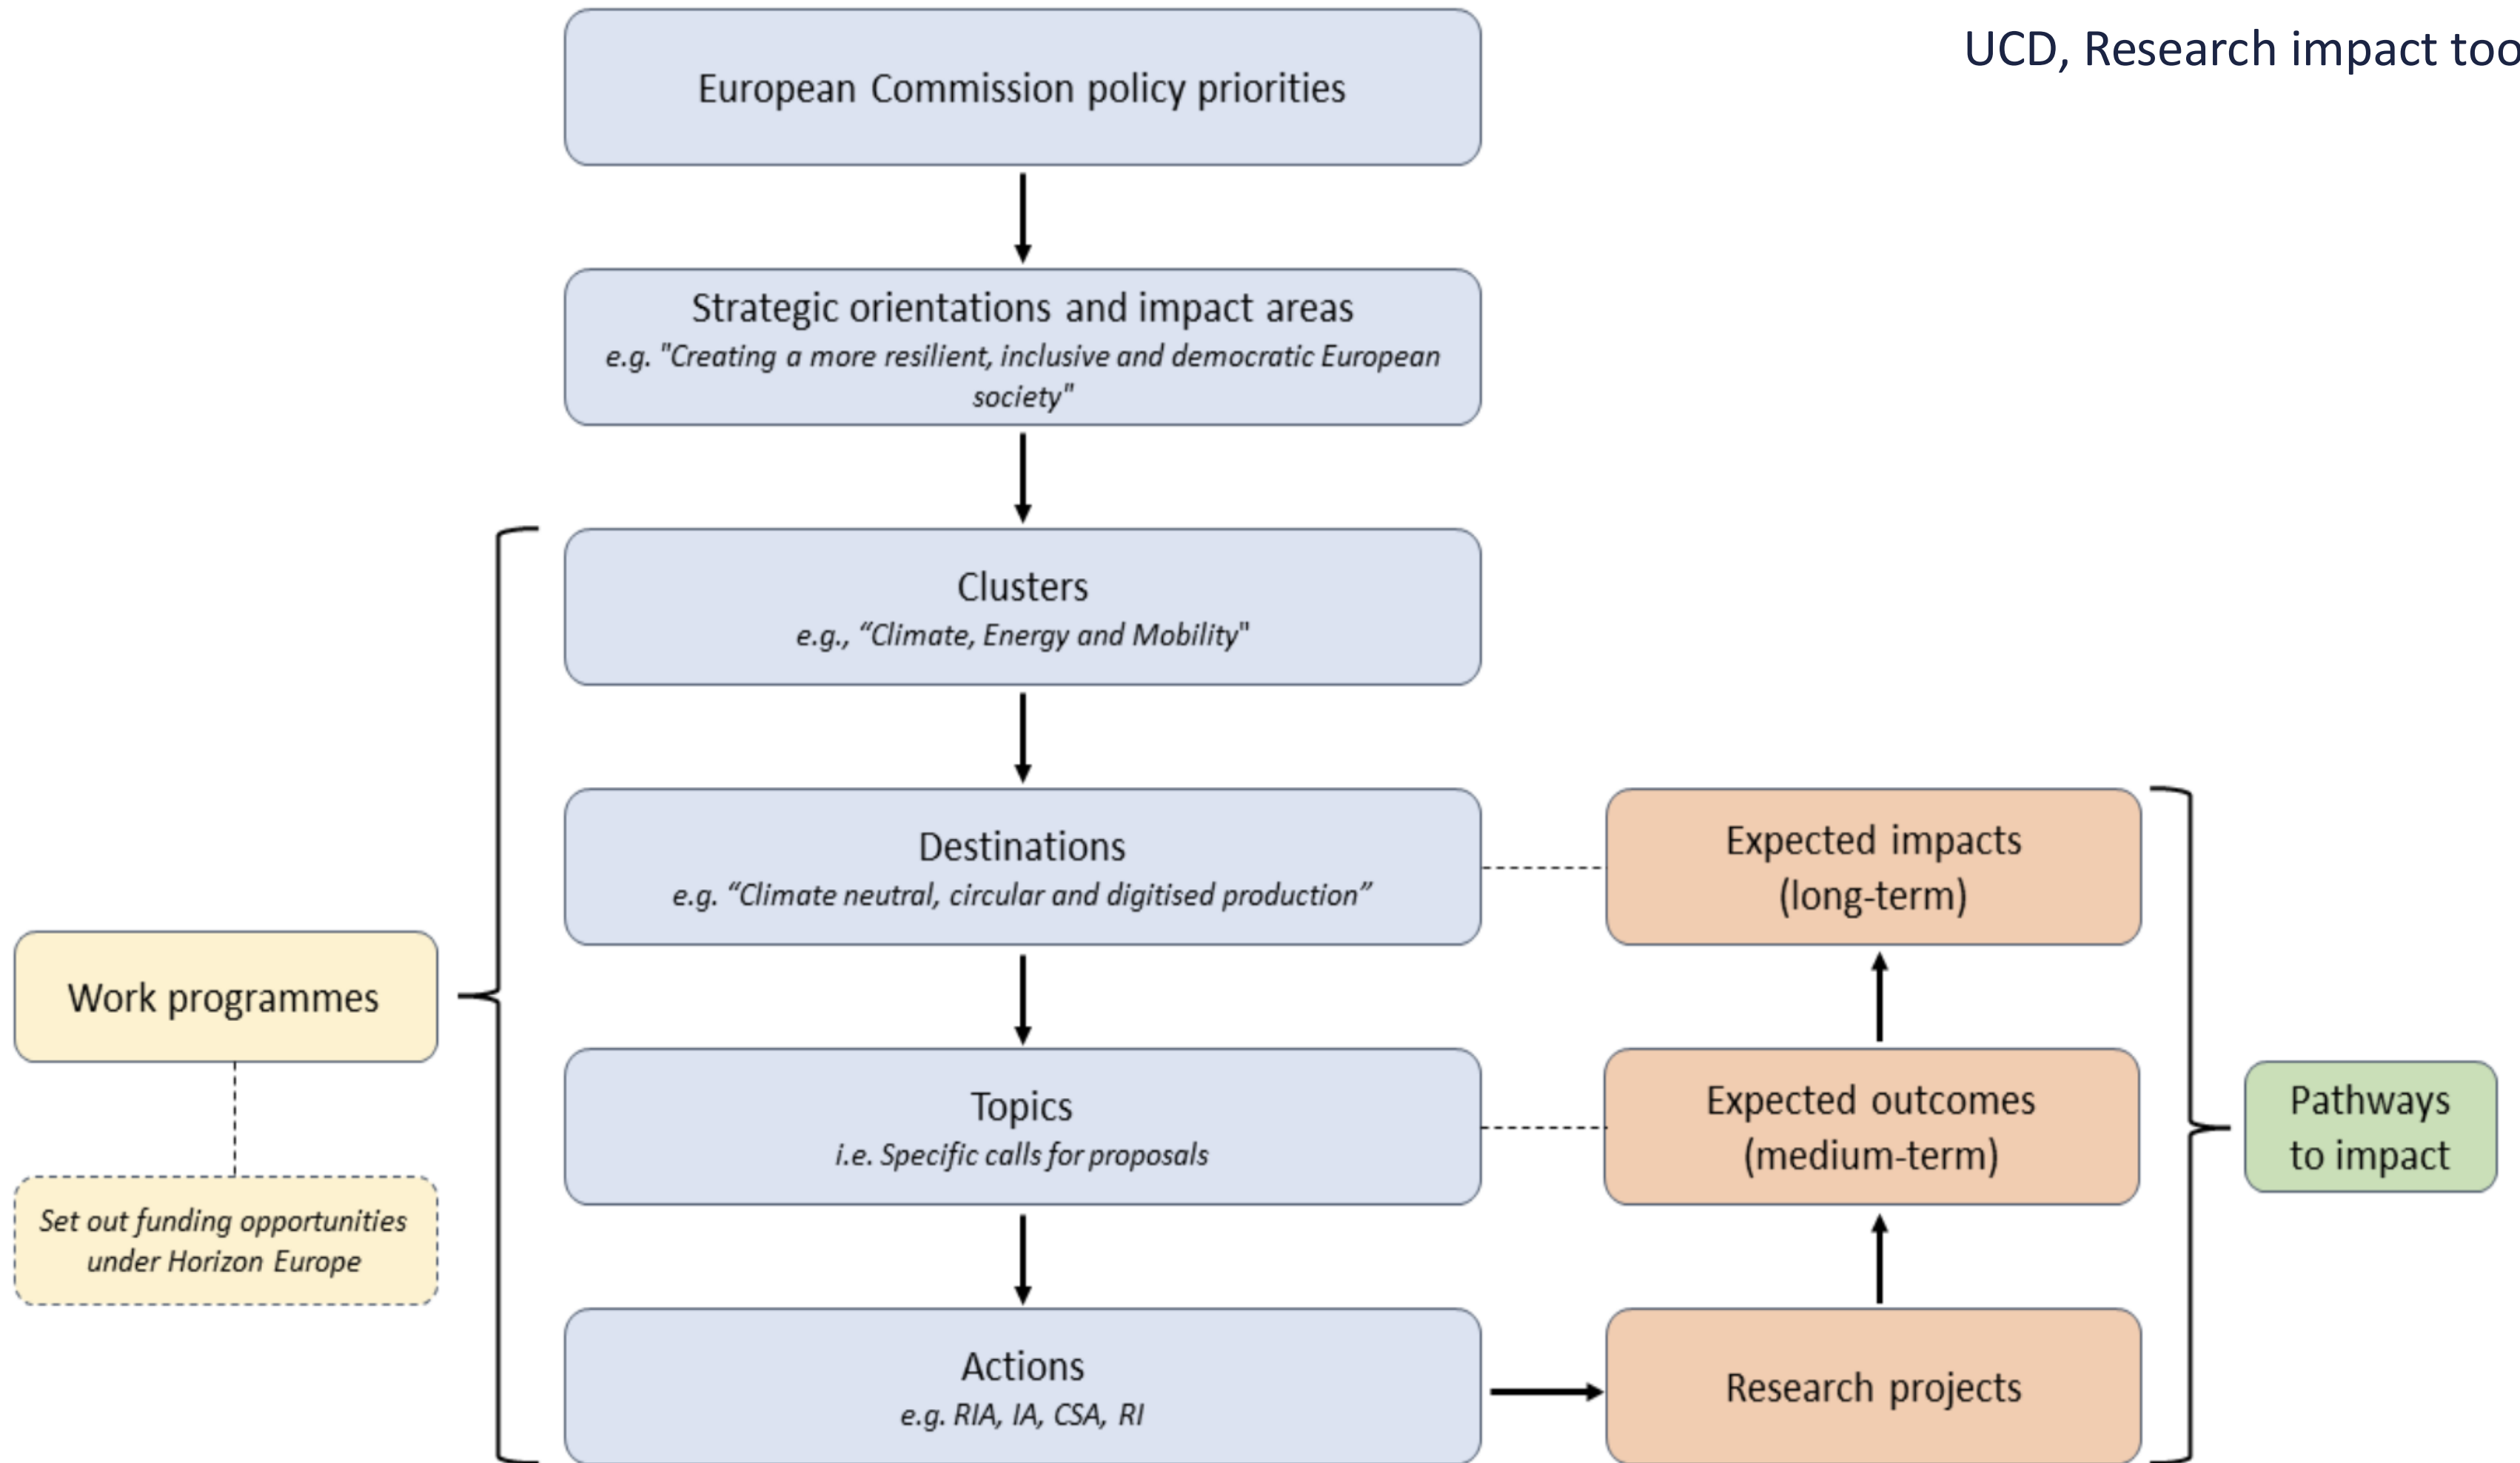 UCD, Research impact too
European Commission policy priorities
Strategic orientations and impact areas
e.g. "Creating a more resilient, inclusive and democratic European
society"
Clusters
e.g., “Climate, Energy and Mobility"
Destinations
e.g. “Climate neutral, circular and digitised production”
Expected impacts
(long-term)
Work programmes
Topics
i.e. Specific calls for proposals
Expected outcomes
(medium-term)
Pathways
to impact
Set out funding opportunities
under Horizon Europe
Actions
e.g. RIA, IA, CSA, RI
Research projects